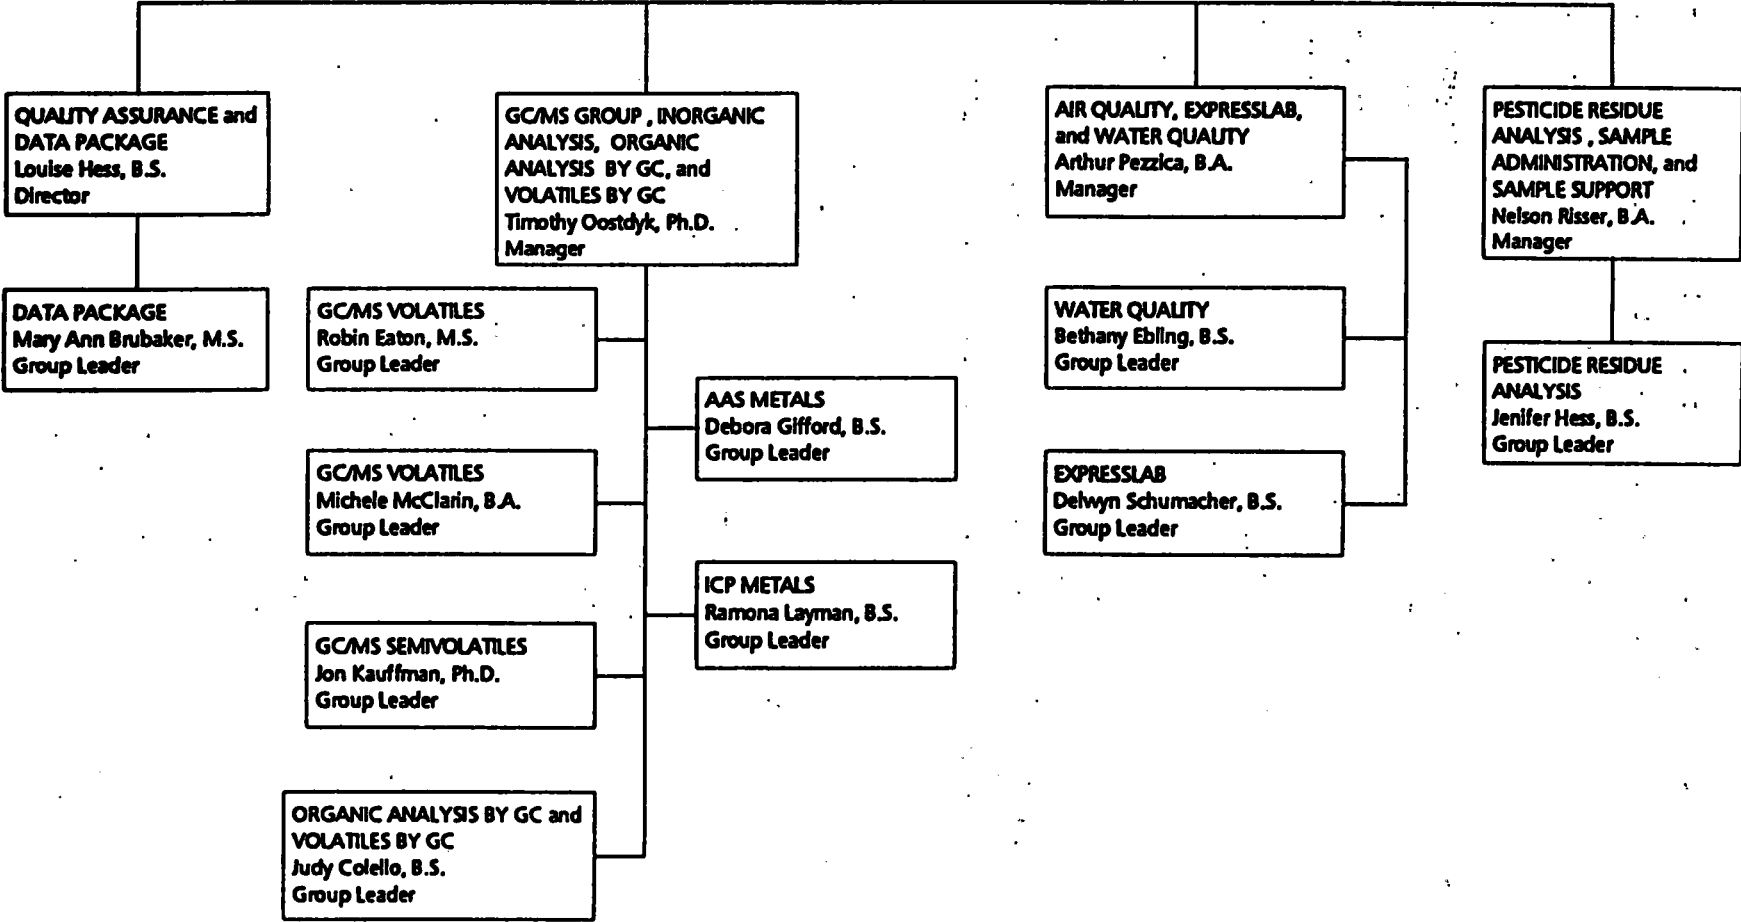 QUALITY ASSURANCE and
DATA PACKAGE
Louise Hess, B.S.
Director
DATA PACKAGE
Mary Ann Brubaker, M.S.
Group Leader
GC/MS GROUP , INORGANIC
ANALYSIS, ORGANIC
ANALYSIS BY GC, and
VOLATILES BY GC
Timothy Oostdyk, Ph.D.
Manager
GC/MS VOLATILES
Robin Eaton, M.S.
Group Leader
AAS METALS
Debora Gifford, B.S.
Group Leader
GC/MS VOLATILES
Michele McClarin, B.A.
Group Leader
ICP METALS
Ramona Layman, B.S.
Group Leader
GC/MS SEMIVOLATILES
Jon Kauffman, Ph.D.
Group Leader
ORGANIC ANALYSIS BY GC and
VOLATILES BY GC
Judy Colello, B.S.
Group Leader
AIR QUALITY, EXPRESSLAB,
and WATER QUALITY
Arthur Pezzica, B.A.
Manager
WATER QUALITY
Bethany Ebling, B.S.
Group Leader
EXPRESSLAB
Delwyn Schumacher, B.S.
Group Leader
PESTICIDE RESIDUE
ANALYSIS , SAMPLE
ADMINISTRATION, and
SAMPLE SUPPORT
Nelson Risser, B.A.
Manager
PESTICIDE RESIDUE
ANALYSIS
Jenifer Hess, B.S.
Group Leader